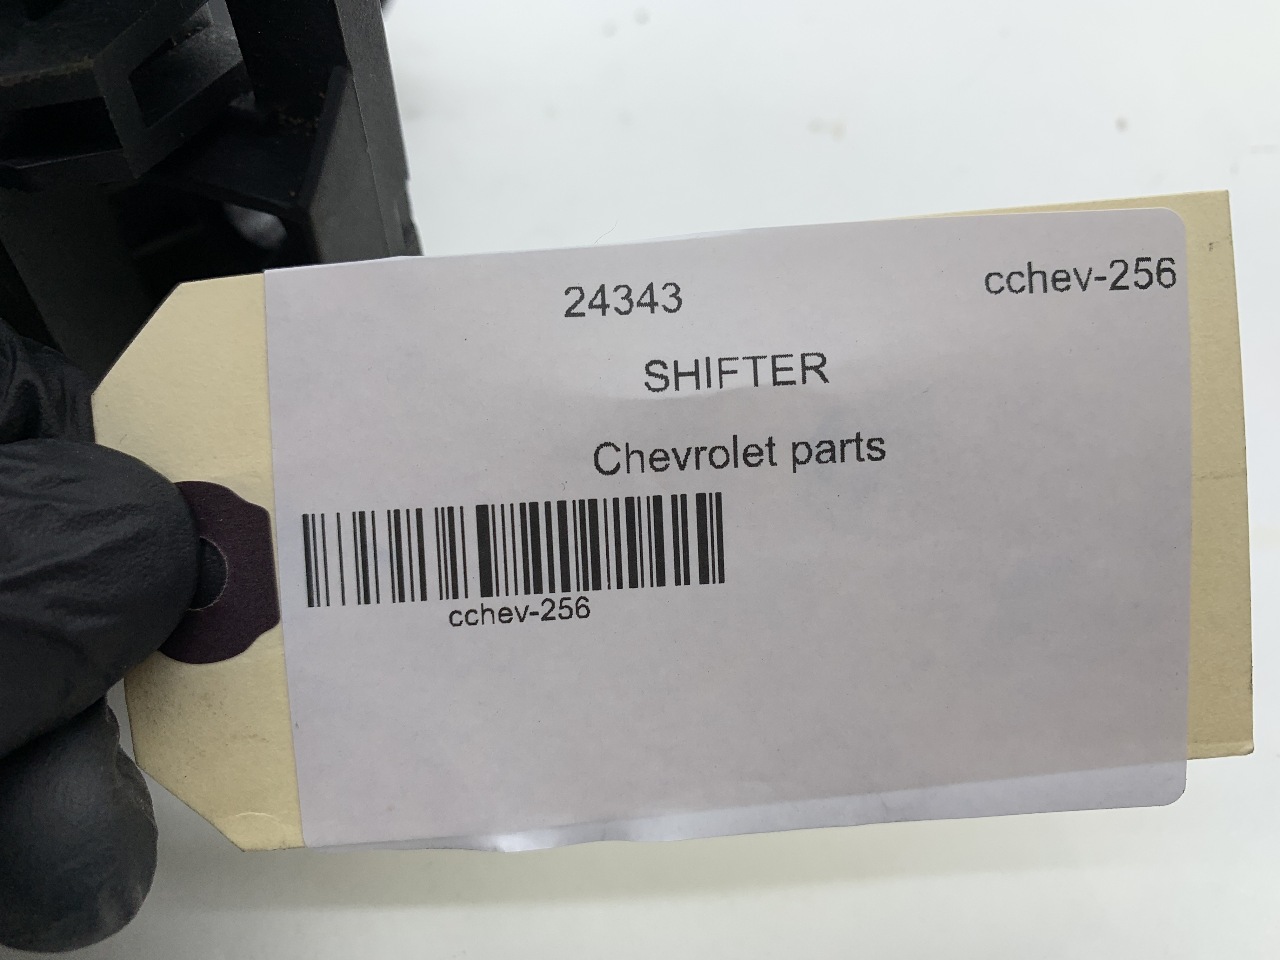 24343
cchev-256
SHIFTER
Chevrolet parts
cchev-256